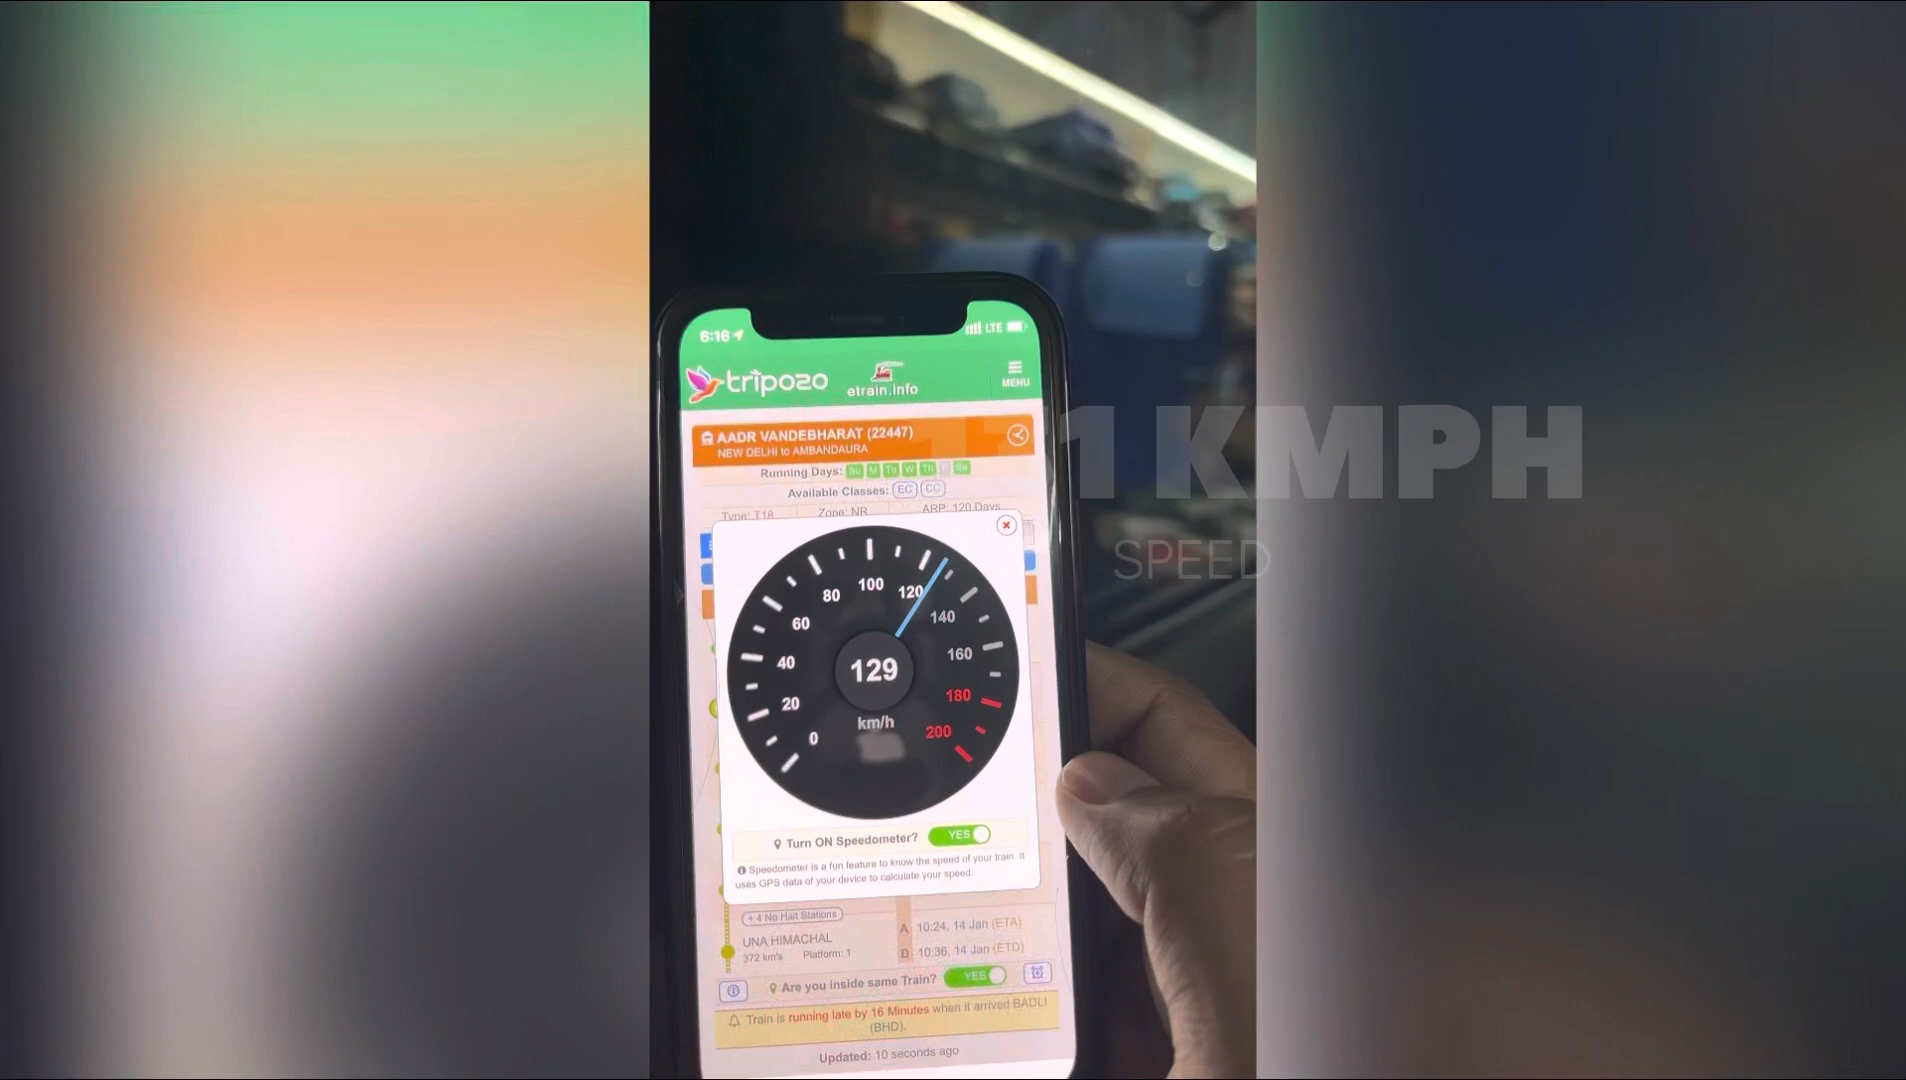 6:16
LTE
tripozo
etrain.info
MENU
AADR VANDEBHARAT (22447)
NEW DELHI to AMBANDAURA
Running Days: Su M Tu W Th F Sa
Available Classes: EC CC
Type: T18 Zone: NR ARP: 120 Days
KMPH
SPEED
0
20
40
60
80
100
120
140
160
180
200
129
km/h
Turn ON Speedometer? YES
Speedometer is a fun feature to know the speed of your train. It
uses GPS data of your device to calculate your speed.
+ 4 No Halt Stations
UNA HIMACHAL
372 km's Platform: 1
A 10:24, 14 Jan (ETA)
D 10:36, 14 Jan (ETD)
Are you inside same Train? YES
Train is running late by 16 Minutes when it arrived BADLI
(BHD).
Updated: 10 seconds ago